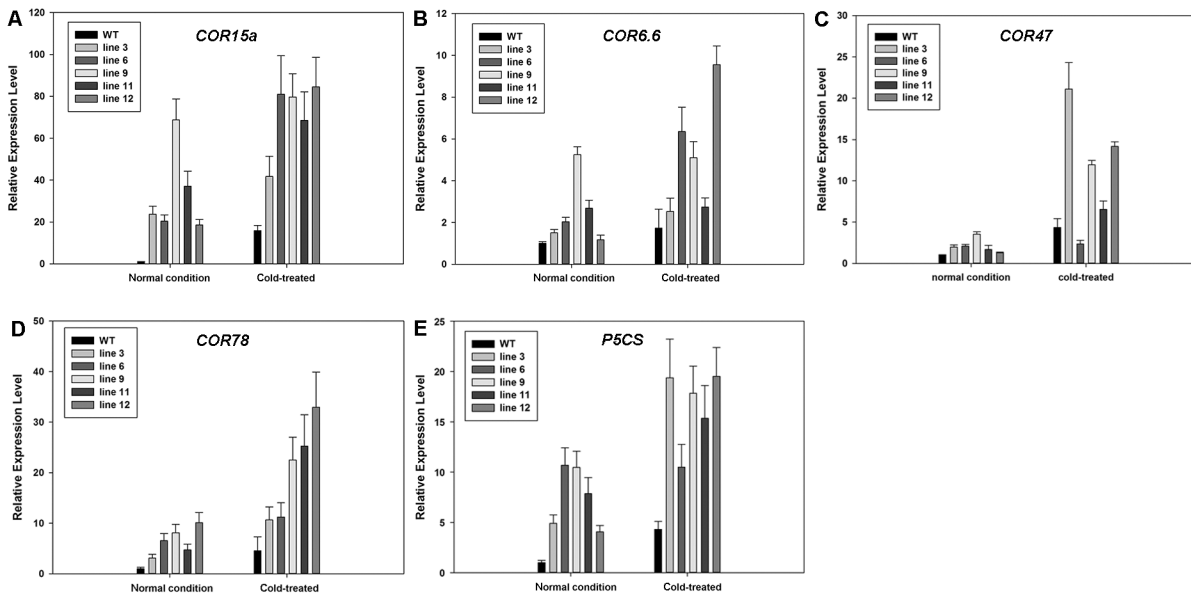 A
COR15a
Relative Expression Level
120
100
80
60
40
20
0
WT
line 3
line 6
line 9
line 11
line 12
Normal condition
Cold-treated
B
COR6.6
Relative Expression Level
12
10
8
6
4
2
0
WT
line 3
line 6
line 9
line 11
line 12
Normal condition
Cold-treated
C
COR47
Relative Expression Level
30
25
20
15
10
5
0
WT
line 3
line 6
line 9
line 11
line 12
normal condition
cold-treated
D
COR78
Relative Expression Level
50
40
30
20
10
0
WT
line 3
line 6
line 9
line 11
line 12
Normal condition
Cold-treated
E
P5CS
Relative Expression Level
25
20
15
10
5
0
WT
line 3
line 6
line 9
line 11
line 12
Normal condition
Cold-treated